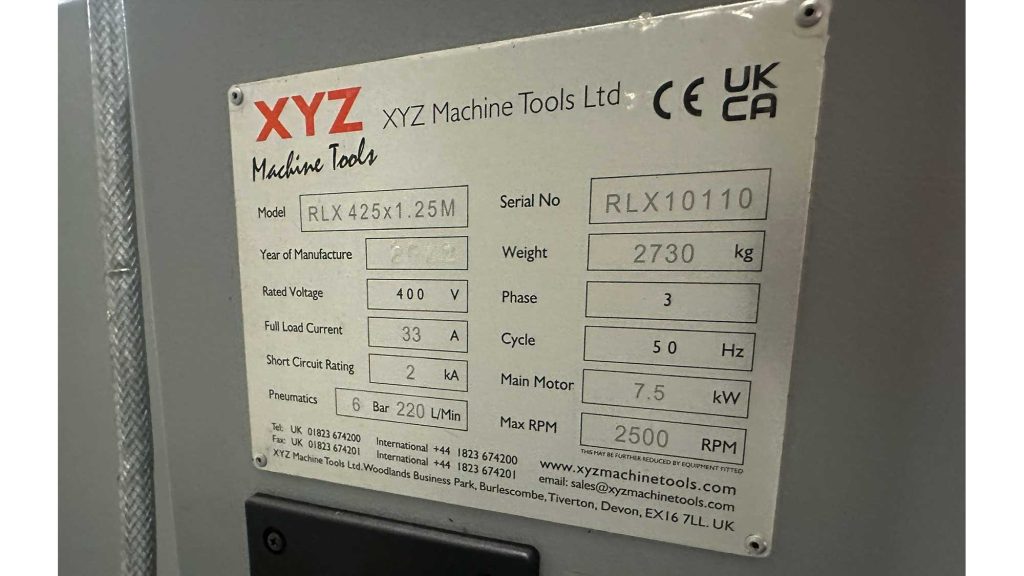 XYZ
Machine Tools
XYZ Machine Tools Ltd
CE UK CA
Model RLX 425x1.25M
Serial No RLX10110
Year of Manufacture
Weight 2730 kg
Rated Voltage 400 V
Phase 3
Full Load Current 33 A
Cycle 50 Hz
Short Circuit Rating 2 kA
Main Motor 7.5 kW
Pneumatics 6 Bar 220 L/Min
Max RPM 2500 RPM
THIS MAY BE FURTHER REDUCED BY EQUIPMENT FITTED
Tel: UK 01823 674200 International +44 1823 674200
Fax: UK 01823 674201 International +44 1823 674201
www.xyzmachinetools.com
email: sales@xyzmachinetools.com
XYZ Machine Tools Ltd. Woodlands Business Park, Burlescombe, Tiverton, Devon, EX16 7LL. UK